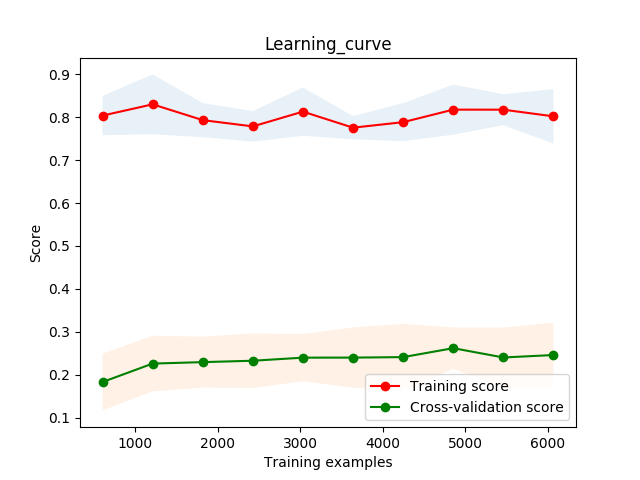 Learning_curve
0.9
0.8
0.7
0.6
0.5
0.4
0.3
0.2
0.1
Score
Training score
Cross-validation score
1000 2000 3000 4000 5000 6000
Training examples